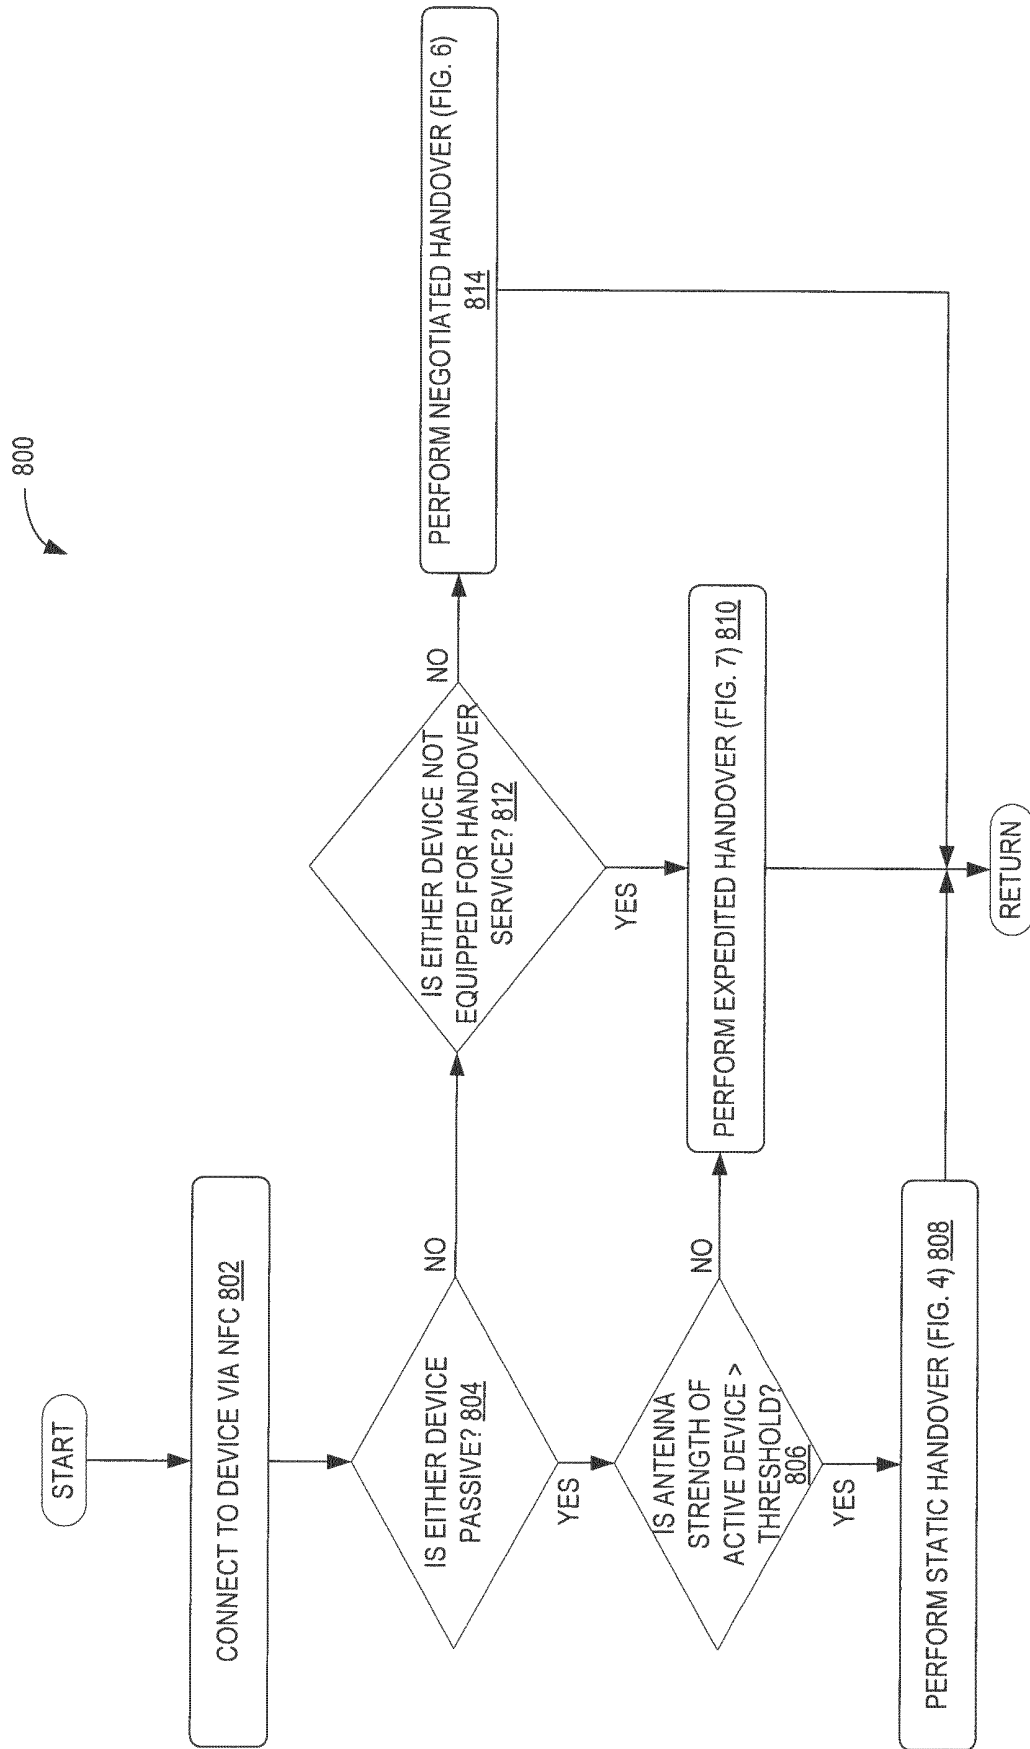 800
START
CONNECT TO DEVICE VIA NFC 802
IS EITHER DEVICE
PASSIVE? 804
NO
YES
IS EITHER DEVICE NOT
EQUIPPED FOR HANDOVER
SERVICE? 812
NO
YES
PERFORM NEGOTIATED HANDOVER (FIG. 6)
814
IS ANTENNA
STRENGTH OF
ACTIVE DEVICE >
THRESHOLD?
806
NO
YES
PERFORM EXPEDITED HANDOVER (FIG. 7) 810
PERFORM STATIC HANDOVER (FIG. 4) 808
RETURN